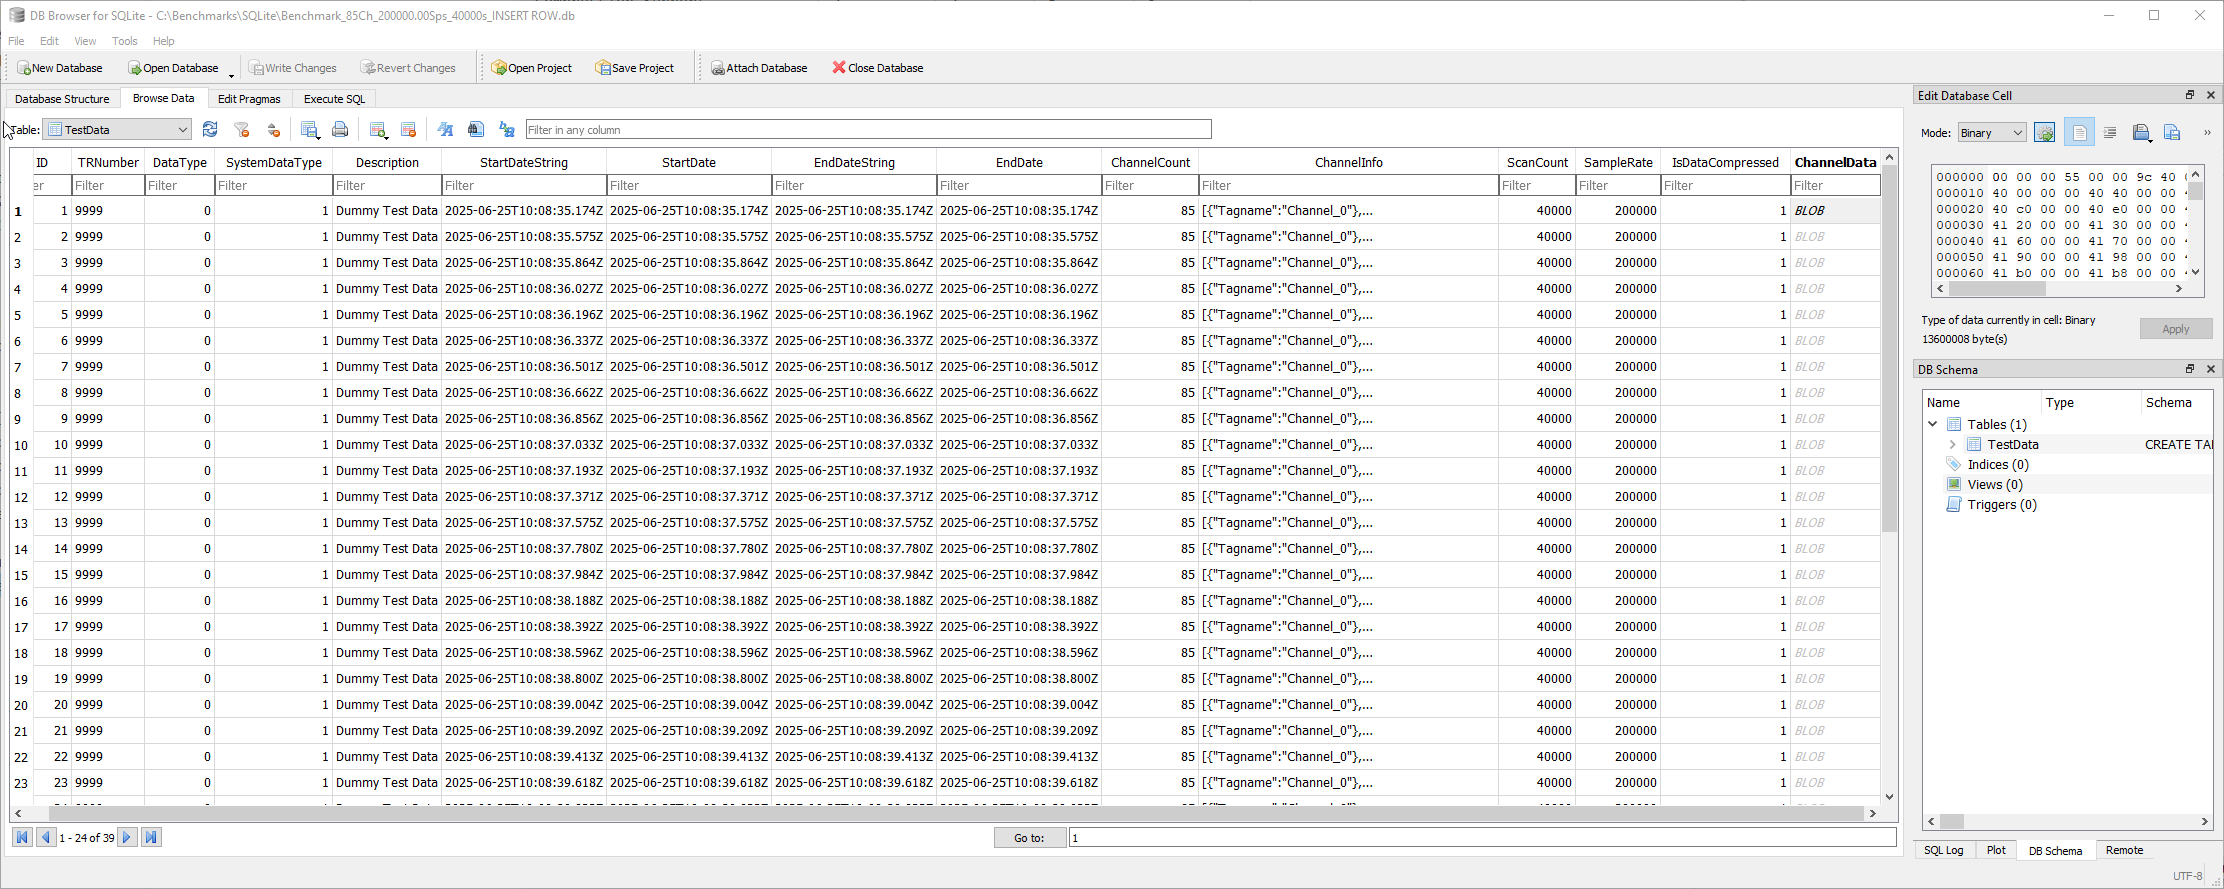 DB Browser for SQLite - C:\Benchmarks\SQLite\Benchmark_85Ch_200000.00Sps_40000s_INSERT ROW.db
File Edit View Tools Help
New Database Open Database Write Changes Revert Changes Open Project Save Project Attach Database Close Database
Database Structure Browse Data Edit Pragmas Execute SQL
Table: TestData Filter in any column
ID TRNumber DataType SystemDataType Description StartDateString StartDate EndDateString EndDate ChannelCount ChannelInfo ScanCount SampleRate IsDataCompressed ChannelData
Filter Filter Filter Filter Filter Filter Filter Filter Filter Filter Filter Filter Filter Filter
1 1 9999 0 1 Dummy Test Data 2025-06-25T10:08:35.174Z 2025-06-25T10:08:35.174Z 2025-06-25T10:08:35.174Z 2025-06-25T10:08:35.174Z 85 [{"Tagname":"Channel_0"},... 40000 200000 1 BLOB
2 2 9999 0 1 Dummy Test Data 2025-06-25T10:08:35.575Z 2025-06-25T10:08:35.575Z 2025-06-25T10:08:35.575Z 2025-06-25T10:08:35.575Z 85 [{"Tagname":"Channel_0"},... 40000 200000 1 BLOB
3 3 9999 0 1 Dummy Test Data 2025-06-25T10:08:35.864Z 2025-06-25T10:08:35.864Z 2025-06-25T10:08:35.864Z 2025-06-25T10:08:35.864Z 85 [{"Tagname":"Channel_0"},... 40000 200000 1 BLOB
4 4 9999 0 1 Dummy Test Data 2025-06-25T10:08:36.027Z 2025-06-25T10:08:36.027Z 2025-06-25T10:08:36.027Z 2025-06-25T10:08:36.027Z 85 [{"Tagname":"Channel_0"},... 40000 200000 1 BLOB
5 5 9999 0 1 Dummy Test Data 2025-06-25T10:08:36.196Z 2025-06-25T10:08:36.196Z 2025-06-25T10:08:36.196Z 2025-06-25T10:08:36.196Z 85 [{"Tagname":"Channel_0"},... 40000 200000 1 BLOB
6 6 9999 0 1 Dummy Test Data 2025-06-25T10:08:36.337Z 2025-06-25T10:08:36.337Z 2025-06-25T10:08:36.337Z 2025-06-25T10:08:36.337Z 85 [{"Tagname":"Channel_0"},... 40000 200000 1 BLOB
7 7 9999 0 1 Dummy Test Data 2025-06-25T10:08:36.501Z 2025-06-25T10:08:36.501Z 2025-06-25T10:08:36.501Z 2025-06-25T10:08:36.501Z 85 [{"Tagname":"Channel_0"},... 40000 200000 1 BLOB
8 8 9999 0 1 Dummy Test Data 2025-06-25T10:08:36.662Z 2025-06-25T10:08:36.662Z 2025-06-25T10:08:36.662Z 2025-06-25T10:08:36.662Z 85 [{"Tagname":"Channel_0"},... 40000 200000 1 BLOB
9 9 9999 0 1 Dummy Test Data 2025-06-25T10:08:36.856Z 2025-06-25T10:08:36.856Z 2025-06-25T10:08:36.856Z 2025-06-25T10:08:36.856Z 85 [{"Tagname":"Channel_0"},... 40000 200000 1 BLOB
10 10 9999 0 1 Dummy Test Data 2025-06-25T10:08:37.033Z 2025-06-25T10:08:37.033Z 2025-06-25T10:08:37.033Z 2025-06-25T10:08:37.033Z 85 [{"Tagname":"Channel_0"},... 40000 200000 1 BLOB
11 11 9999 0 1 Dummy Test Data 2025-06-25T10:08:37.193Z 2025-06-25T10:08:37.193Z 2025-06-25T10:08:37.193Z 2025-06-25T10:08:37.193Z 85 [{"Tagname":"Channel_0"},... 40000 200000 1 BLOB
12 12 9999 0 1 Dummy Test Data 2025-06-25T10:08:37.371Z 2025-06-25T10:08:37.371Z 2025-06-25T10:08:37.371Z 2025-06-25T10:08:37.371Z 85 [{"Tagname":"Channel_0"},... 40000 200000 1 BLOB
13 13 9999 0 1 Dummy Test Data 2025-06-25T10:08:37.575Z 2025-06-25T10:08:37.575Z 2025-06-25T10:08:37.575Z 2025-06-25T10:08:37.575Z 85 [{"Tagname":"Channel_0"},... 40000 200000 1 BLOB
14 14 9999 0 1 Dummy Test Data 2025-06-25T10:08:37.780Z 2025-06-25T10:08:37.780Z 2025-06-25T10:08:37.780Z 2025-06-25T10:08:37.780Z 85 [{"Tagname":"Channel_0"},... 40000 200000 1 BLOB
15 15 9999 0 1 Dummy Test Data 2025-06-25T10:08:37.984Z 2025-06-25T10:08:37.984Z 2025-06-25T10:08:37.984Z 2025-06-25T10:08:37.984Z 85 [{"Tagname":"Channel_0"},... 40000 200000 1 BLOB
16 16 9999 0 1 Dummy Test Data 2025-06-25T10:08:38.188Z 2025-06-25T10:08:38.188Z 2025-06-25T10:08:38.188Z 2025-06-25T10:08:38.188Z 85 [{"Tagname":"Channel_0"},... 40000 200000 1 BLOB
17 17 9999 0 1 Dummy Test Data 2025-06-25T10:08:38.392Z 2025-06-25T10:08:38.392Z 2025-06-25T10:08:38.392Z 2025-06-25T10:08:38.392Z 85 [{"Tagname":"Channel_0"},... 40000 200000 1 BLOB
18 18 9999 0 1 Dummy Test Data 2025-06-25T10:08:38.596Z 2025-06-25T10:08:38.596Z 2025-06-25T10:08:38.596Z 2025-06-25T10:08:38.596Z 85 [{"Tagname":"Channel_0"},... 40000 200000 1 BLOB
19 19 9999 0 1 Dummy Test Data 2025-06-25T10:08:38.800Z 2025-06-25T10:08:38.800Z 2025-06-25T10:08:38.800Z 2025-06-25T10:08:38.800Z 85 [{"Tagname":"Channel_0"},... 40000 200000 1 BLOB
20 20 9999 0 1 Dummy Test Data 2025-06-25T10:08:39.004Z 2025-06-25T10:08:39.004Z 2025-06-25T10:08:39.004Z 2025-06-25T10:08:39.004Z 85 [{"Tagname":"Channel_0"},... 40000 200000 1 BLOB
21 21 9999 0 1 Dummy Test Data 2025-06-25T10:08:39.209Z 2025-06-25T10:08:39.209Z 2025-06-25T10:08:39.209Z 2025-06-25T10:08:39.209Z 85 [{"Tagname":"Channel_0"},... 40000 200000 1 BLOB
22 22 9999 0 1 Dummy Test Data 2025-06-25T10:08:39.413Z 2025-06-25T10:08:39.413Z 2025-06-25T10:08:39.413Z 2025-06-25T10:08:39.413Z 85 [{"Tagname":"Channel_0"},... 40000 200000 1 BLOB
23 23 9999 0 1 Dummy Test Data 2025-06-25T10:08:39.618Z 2025-06-25T10:08:39.618Z 2025-06-25T10:08:39.618Z 2025-06-25T10:08:39.618Z 85 [{"Tagname":"Channel_0"},... 40000 200000 1 BLOB
1 - 24 of 39 Go to: 1
Edit Database Cell
Mode: Binary
000000 00 00 00 55 00 00 9c 40
000010 40 00 00 00 40 40 00 00
000020 40 c0 00 00 40 e0 00 00
000030 41 20 00 00 41 30 00 00
000040 41 60 00 00 41 70 00 00
000050 41 90 00 00 41 98 00 00
000060 41 b0 00 00 41 b8 00 00
Type of data currently in cell: Binary
13600008 byte(s)
Apply
DB Schema
Name Type Schema
Tables (1)
TestData CREATE TA
Indices (0)
Views (0)
Triggers (0)
SQL Log Plot DB Schema Remote
UTF-8